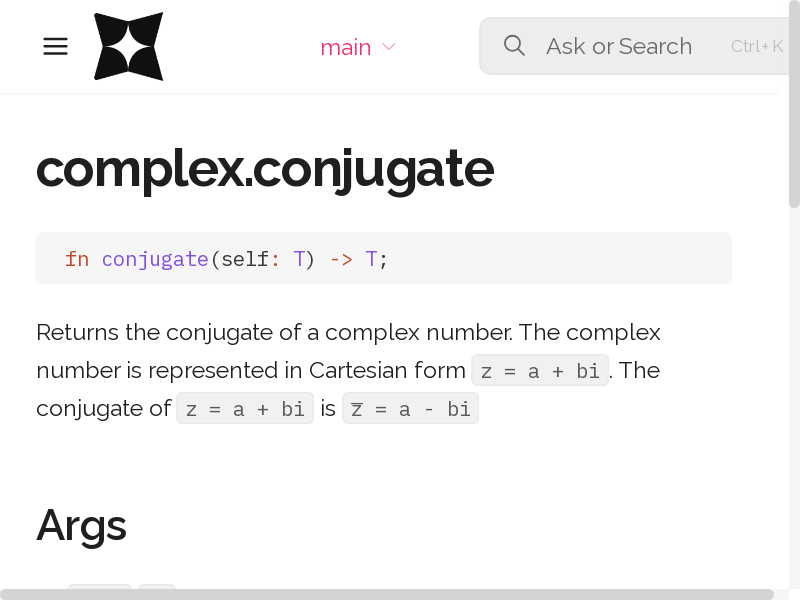 main
Ask or Search
Ctrl+K
complex.conjugate
fn conjugate(self: T) -> T;
Returns the conjugate of a complex number. The complex
number is represented in Cartesian form z = a + bi. The
conjugate of z = a + bi is z̅ = a - bi
Args